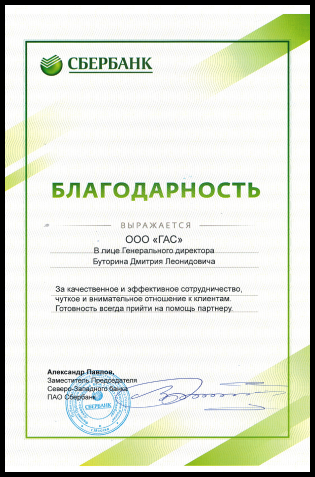 СБЕРБАНК
БЛАГОДАРНОСТЬ
ВЫРАЖАЕТСЯ
ООО «ГАС»
В лице Генерального директора
Буторина Дмитрия Леонидовича
За качественное и эффективное сотрудничество,
чуткое и внимательное отношение к клиентам.
Готовность всегда прийти на помощь партнеру.
Александр Павлов,
Заместитель Председателя
Северо-Западного банка
ПАО Сбербанк
СБЕРБАНК